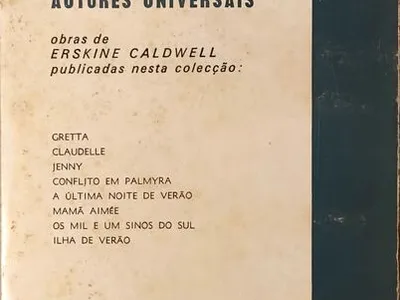 AUTORES UNIVERSAIS
obras de
ERSKINE CALDWELL
publicadas nesta colecção:
GRETTA
CLAUDELLE
JENNY
CONFLITO EM PALMYRA
A ÚLTIMA NOITE DE VERÃO
MAMÃ AIMÉE
OS MIL E UM SINOS DO SUL
ILHA DE VERÃO